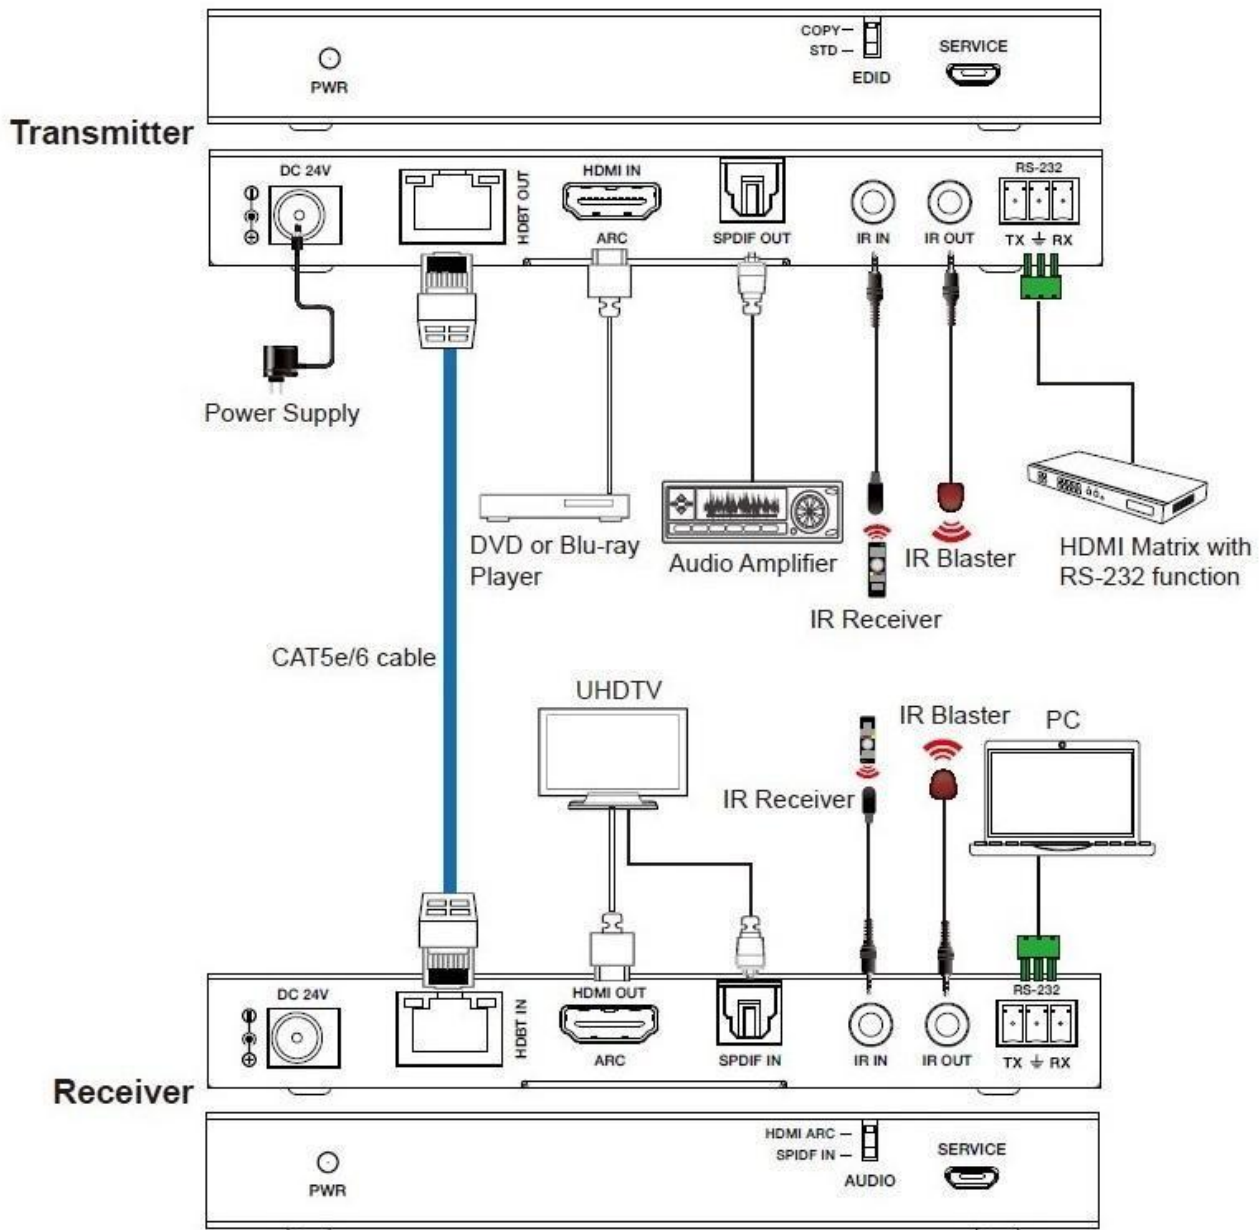 COPY
STD
EDID
SERVICE
PWR
Transmitter
DC 24V
HDBT OUT
HDMI IN
ARC
SPDIF OUT
IR IN
IR OUT
RS-232
TX RX
Power Supply
DVD or Blu-ray
Player
Audio Amplifier
IR Receiver
IR Blaster
HDMI Matrix with
RS-232 function
CAT5e/6 cable
UHDTV
IR Receiver
IR Blaster
PC
Receiver
DC 24V
HDBT IN
HDMI OUT
ARC
SPDIF IN
IR IN
IR OUT
RS-232
TX RX
HDMI ARC
SPIDF IN
AUDIO
SERVICE
PWR